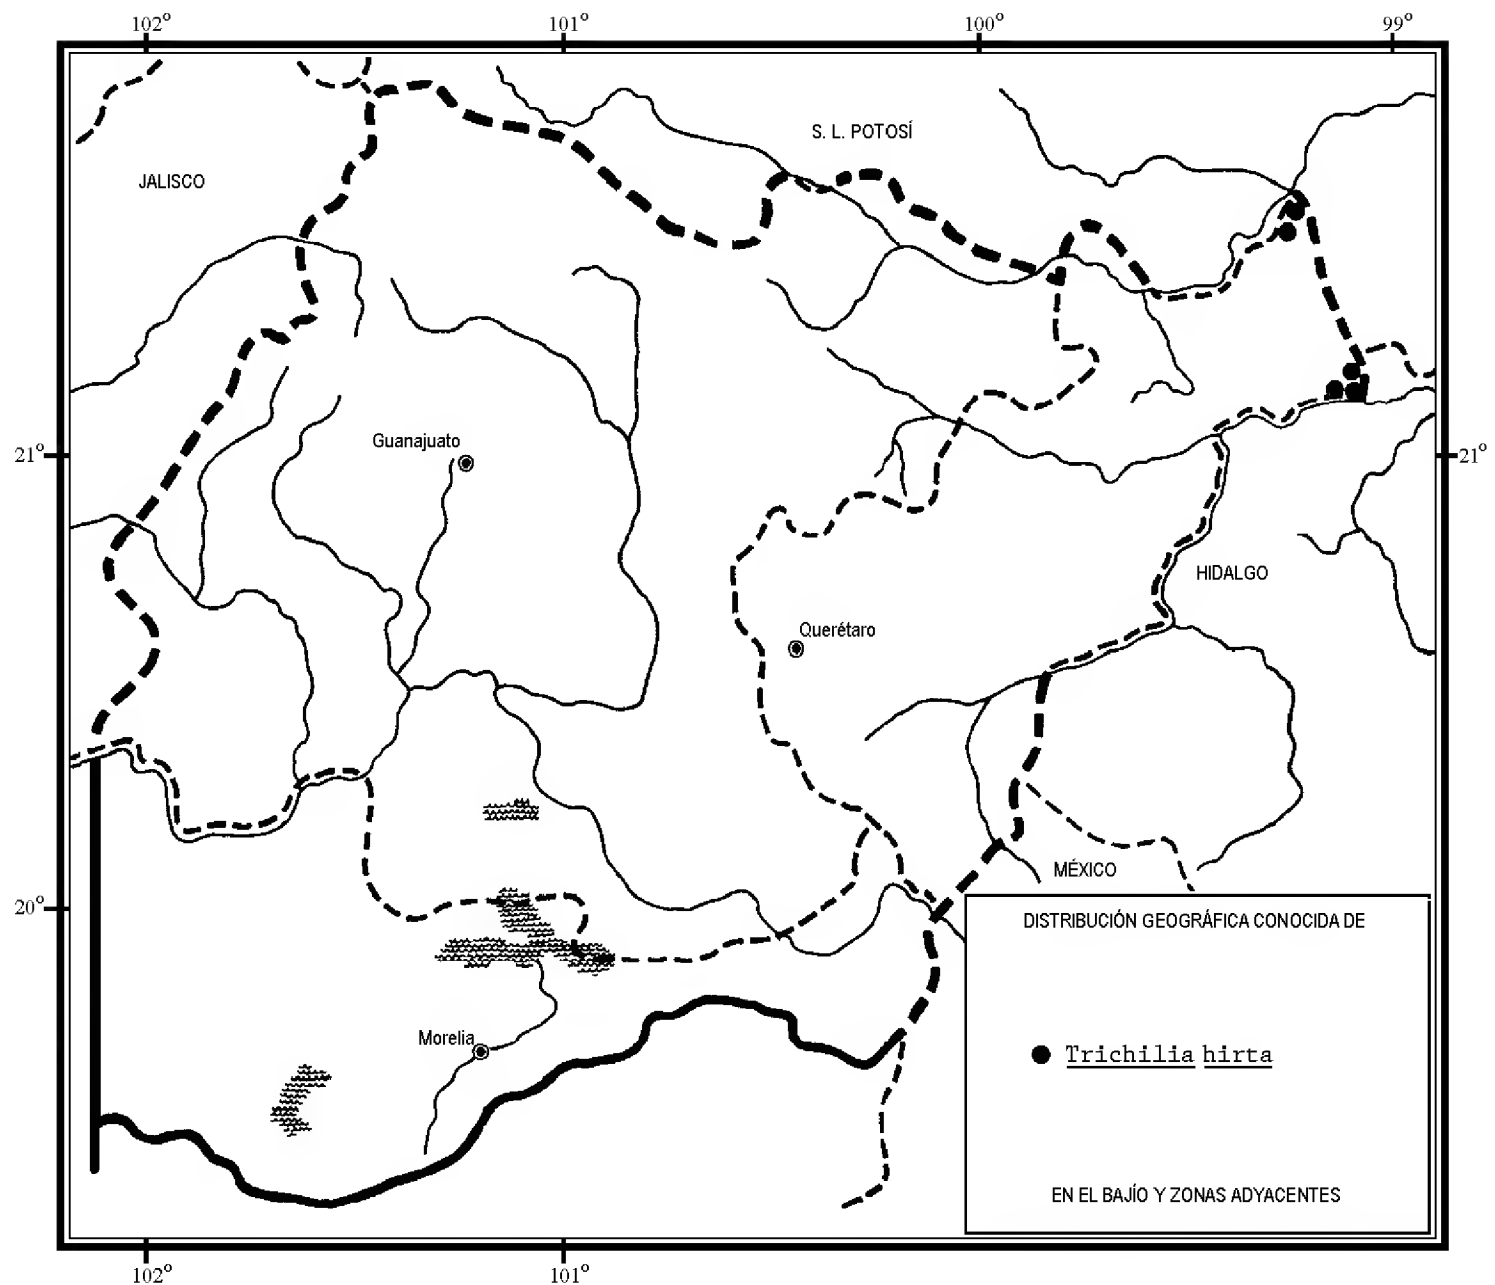 102° 101° 100° 99°
S. L. POTOSÍ
JALISCO
Guanajuato
21° 21°
HIDALGO
Querétaro
MÉXICO
20°
DISTRIBUCIÓN GEOGRÁFICA CONOCIDA DE
Morelia
Trichilia hirta
EN EL BAJÍO Y ZONAS ADYACENTES
102° 101°